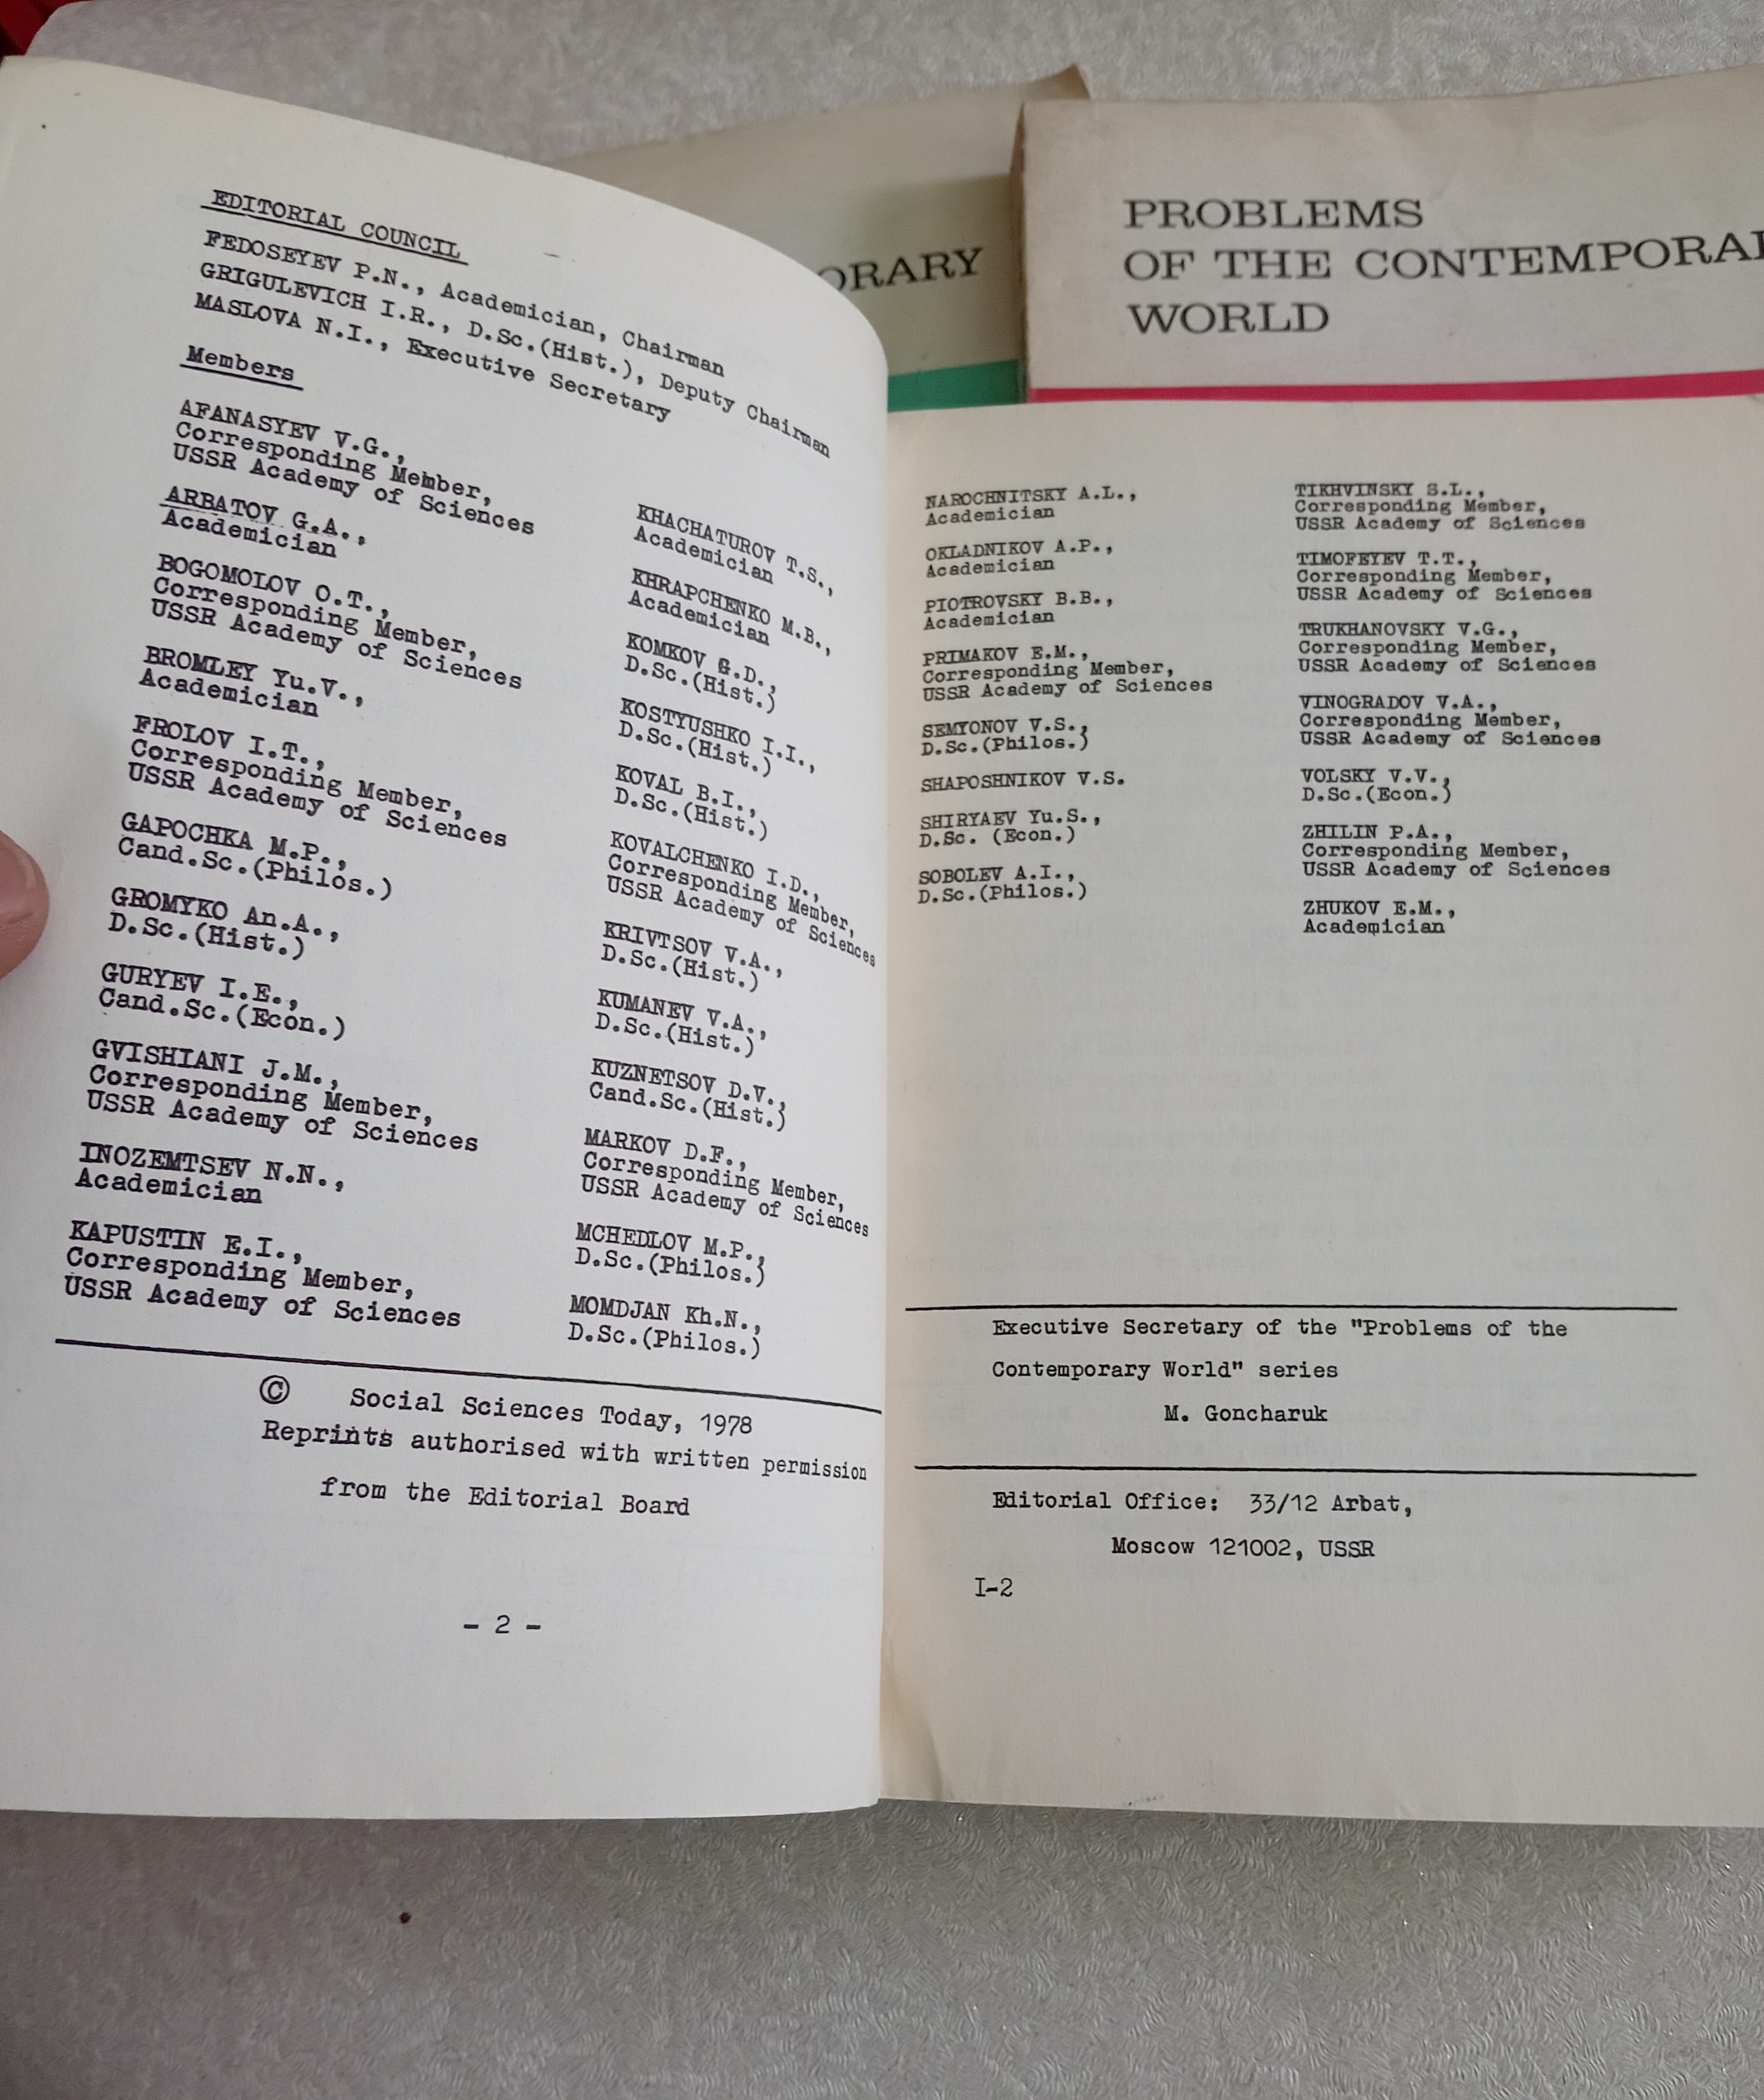 EDITORIAL COUNCIL
FEDOSEYEV P.N., Academician, Chairman
GRIGULEVICH I.R., D.Sc.(Hist.), Deputy Chairman
MASLOVA N.I., Executive Secretary
Members
AFANASYEV V.G.,
Corresponding Member,
USSR Academy of Sciences
ARBATOV G.A.,
Academician
BOGOMOLOV O.T.,
Corresponding Member,
USSR Academy of Sciences
BROMLEY Yu.V.,
Academician
FROLOV I.T.,
Corresponding Member,
USSR Academy of Sciences
GAPOCHKA M.P.,
Cand.Sc.(Philos.)
GROMYKO An.A.,
D.Sc.(Hist.)
GURYEV I.E.,
Cand.Sc.(Econ.)
GVISHIANI J.M.,
Corresponding Member,
USSR Academy of Sciences
INOZEMTSEV N.N.,
Academician
KAPUSTIN E.I.,
Corresponding Member,
USSR Academy of Sciences
KHACHATUROV T.S.,
Academician
KHRAPCHENKO M.B.,
Academician
KOMKOV G.D.,
D.Sc.(Hist.)
KOSTYUSHKO I.I.,
D.Sc.(Hist.)
KOVAL B.I.,
D.Sc.(Hist.)
KOVALCHENKO I.D.,
Corresponding Member,
USSR Academy of Sciences
KRIVTSOV V.A.,
D.Sc.(Hist.)
KUMANEV V.A.,
D.Sc.(Hist.)
KUZNETSOV D.V.,
Cand.Sc.(Hist.)
MARKOV D.F.,
Corresponding Member,
USSR Academy of Sciences
MCHEDLOV M.P.,
D.Sc.(Philos.)
MOMDJAN Kh.N.,
D.Sc.(Philos.)
© Social Sciences Today, 1978
Reprints authorised with written permission
from the Editorial Board
- 2 -
ORARY
PROBLEMS
OF THE CONTEMPORA
WORLD
NAROCHNITSKY A.L.,
Academician
OKLADNIKOV A.P.,
Academician
PIOTROVSKY B.B.,
Academician
PRIMAKOV E.M.,
Corresponding Member,
USSR Academy of Sciences
SEMYONOV V.S.,
D.Sc.(Philos.)
SHAPOSHNIKOV V.S.
SHIRYAEV Yu.S.,
D.Sc. (Econ.)
SOBOLEV A.I.,
D.Sc.(Philos.)
TIKHVINSKY S.L.,
Corresponding Member,
USSR Academy of Sciences
TIMOFEYEV T.T.,
Corresponding Member,
USSR Academy of Sciences
TRUKHANOVSKY V.G.,
Corresponding Member,
USSR Academy of Sciences
VINOGRADOV V.A.,
Corresponding Member,
USSR Academy of Sciences
VOLSKY V.V.,
D.Sc.(Econ.)
ZHILIN P.A.,
Corresponding Member,
USSR Academy of Sciences
ZHUKOV E.M.,
Academician
Executive Secretary of the "Problems of the
Contemporary World" series
M. Goncharuk
Editorial Office: 33/12 Arbat,
Moscow 121002, USSR
I-2